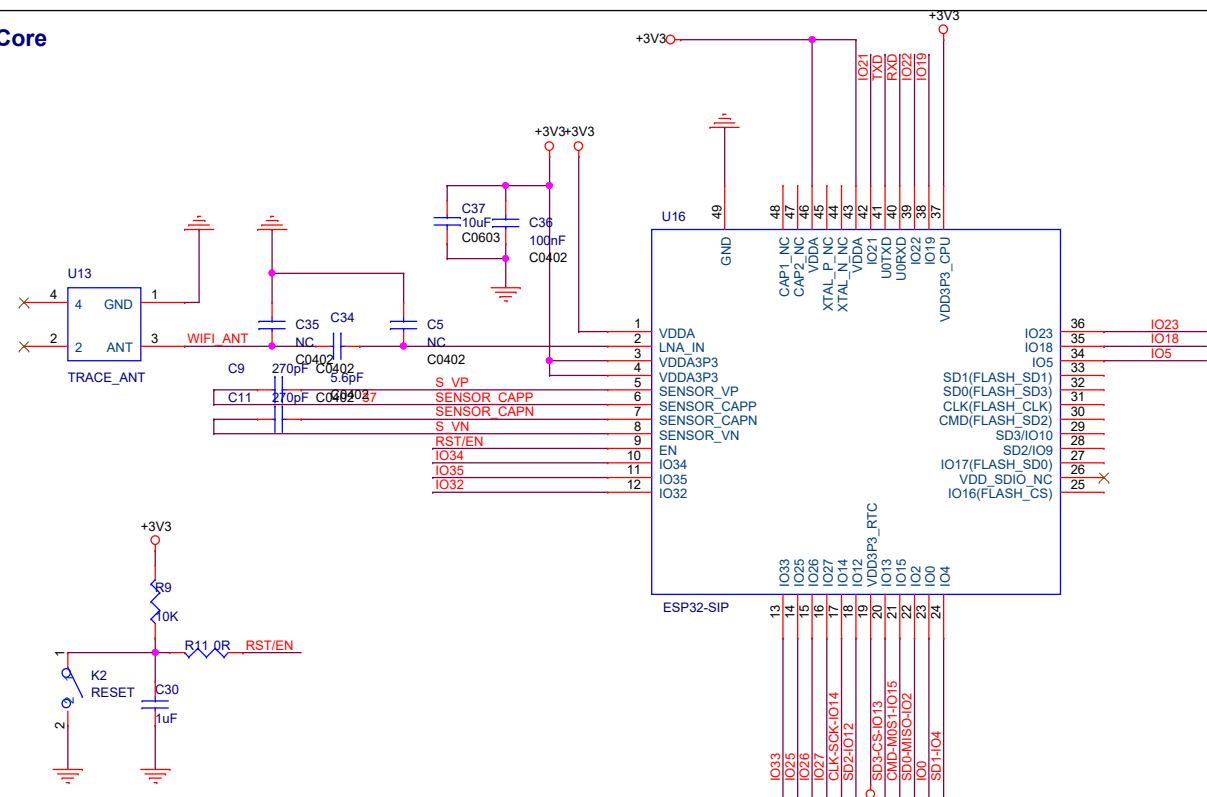 Core
+3V3
+3V3
IO21
TXD
RXD
IO22
IO19
+3V3+3V3
U16
49
48
47
46
45
44
43
42
41
40
39
38
37
GND
CAP1_NC
CAP2_NC
VDDA
XTAL_P_NC
XTAL_N_NC
VDDA
IO21
U0TXD
U0RXD
IO22
IO19
VDD3P3_CPU
C37
10uF
C0603
C36
100nF
C0402
U13
4
4
GND
1
2
2
ANT
3
TRACE_ANT
WIFI_ANT
C35
NC
C0402
C34
5.6pF
C0402
C5
NC
C0402
C9
270pF
C0402
C11
270pF
C0402
S_VP
SENSOR_CAPP
SENSOR_CAPN
S_VN
RST/EN
IO34
IO35
IO32
1
VDDA
2
LNA_IN
3
VDDA3P3
4
VDDA3P3
5
SENSOR_VP
6
SENSOR_CAPP
7
SENSOR_CAPN
8
SENSOR_VN
9
EN
10
IO34
11
IO35
12
IO32
IO23
36
IO23
IO18
35
IO18
IO5
34
IO5
SD1(FLASH_SD1)
33
SD0(FLASH_SD3)
32
CLK(FLASH_CLK)
31
CMD(FLASH_SD2)
30
SD3/IO10
29
SD2/IO9
28
IO17(FLASH_SD0)
27
VDD_SDIO_NC
26
IO16(FLASH_CS)
25
IO33
IO25
IO26
IO27
IO14
IO12
VDD3P3_RTC
IO13
IO15
IO2
IO0
IO4
ESP32-SIP
13
14
15
16
17
18
19
20
21
22
23
24
IO33
IO25
IO26
IO27
CLK-SCK-IO14
SD2-IO12
SD3-CS-IO13
CMD-M0S1-IO15
SD0-MISO-IO2
IO0
SD1-IO4
+3V3
R9
10K
R11 0R
RST/EN
1
K2
RESET
2
C30
1uF